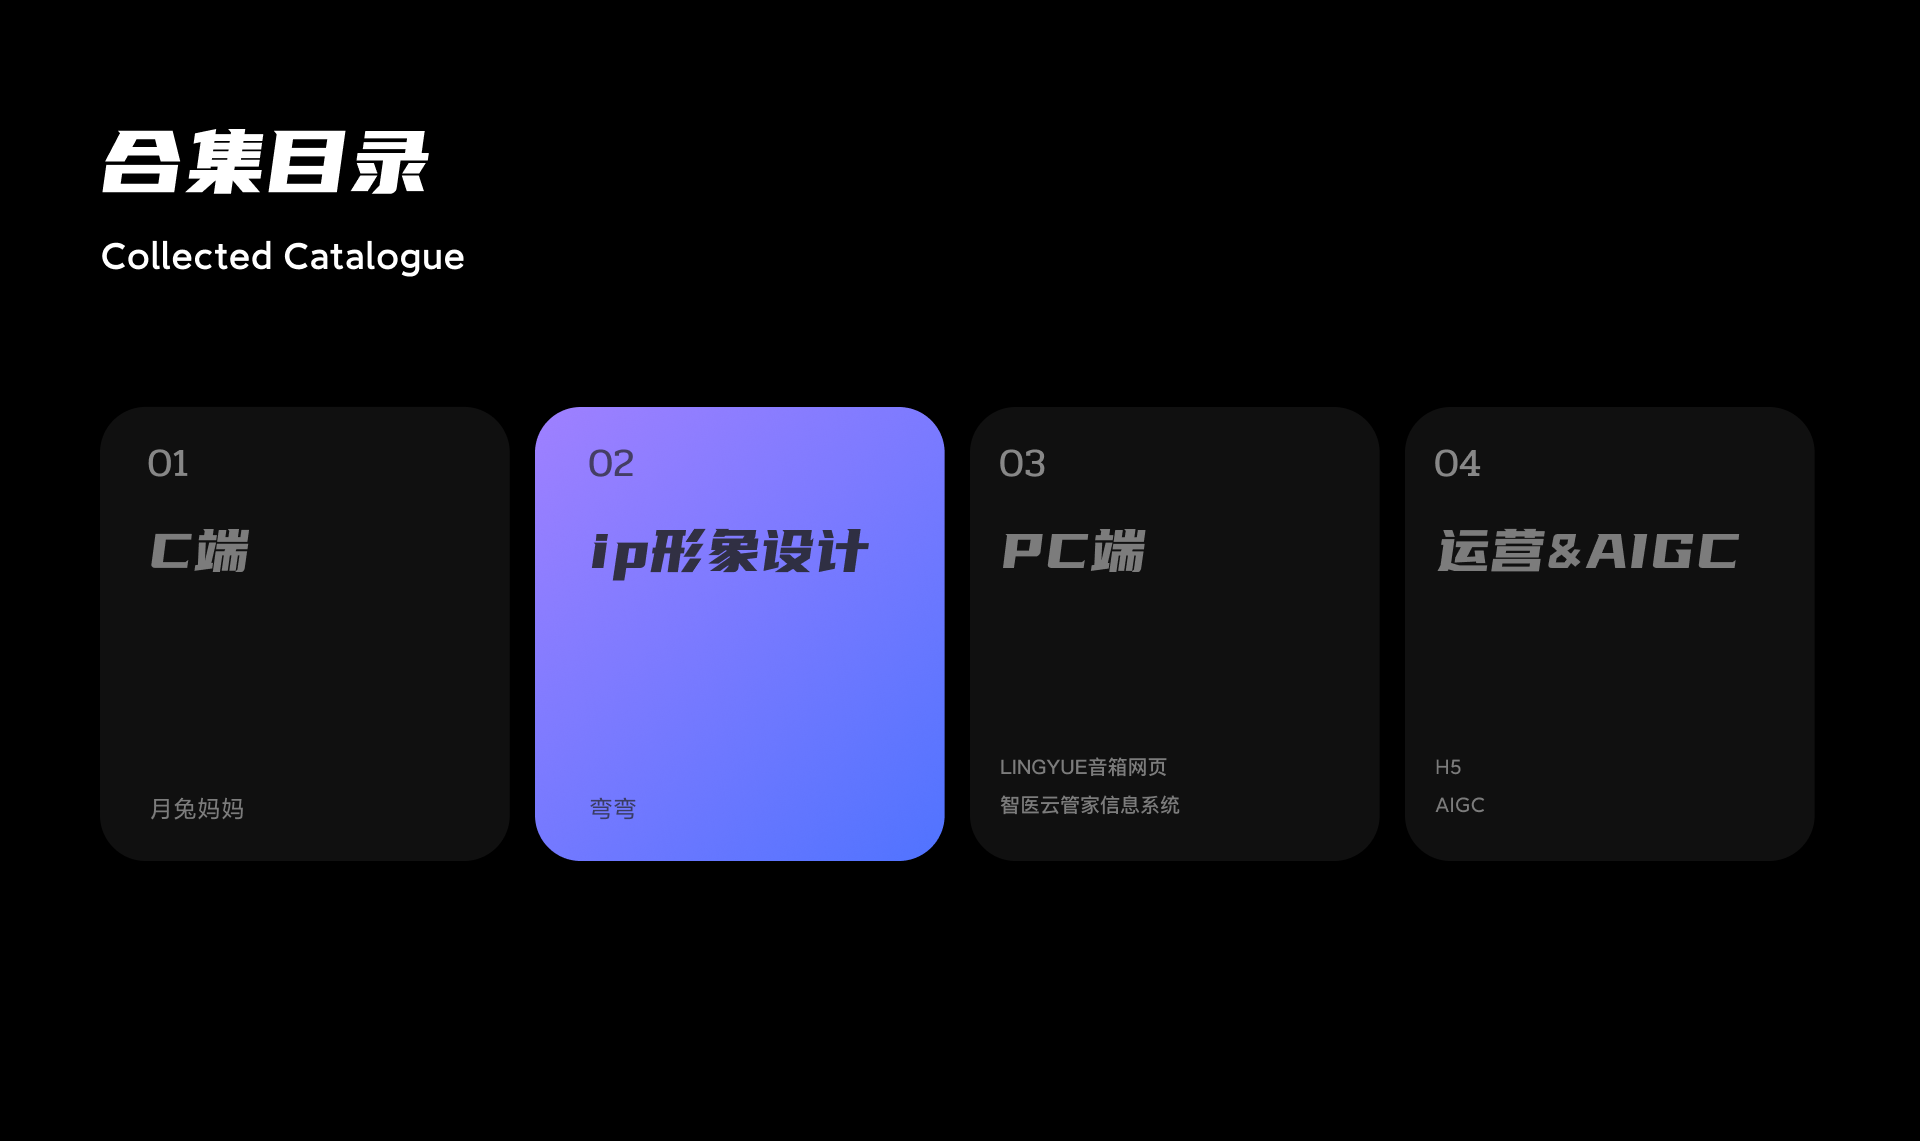 合集目录
Collected Catalogue
01
C端
月兔妈妈
02
ip形象设计
弯弯
03
PC端
LINGYUE音箱网页
智医云管家信息系统
04
运营&AIGC
H5
AIGC